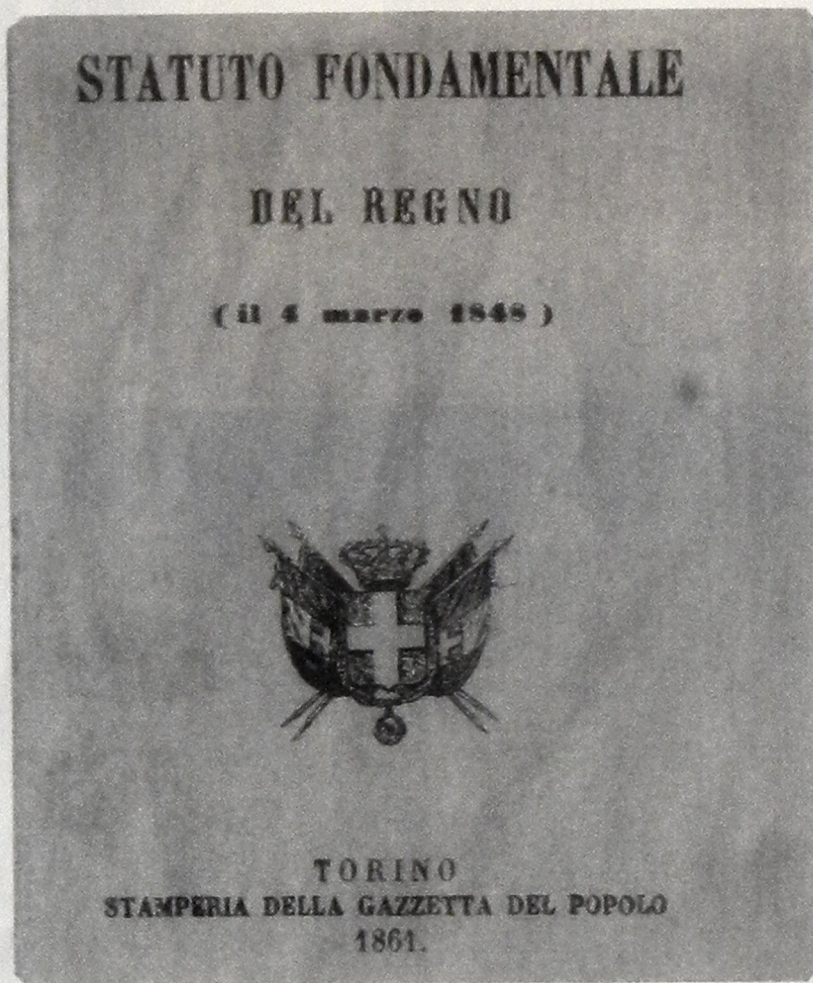 STATUTO FONDAMENTALE
DEL REGNO
( il 4 marzo 1848 )
TORINO
STAMPERIA DELLA GAZZETTA DEL POPOLO
1861.